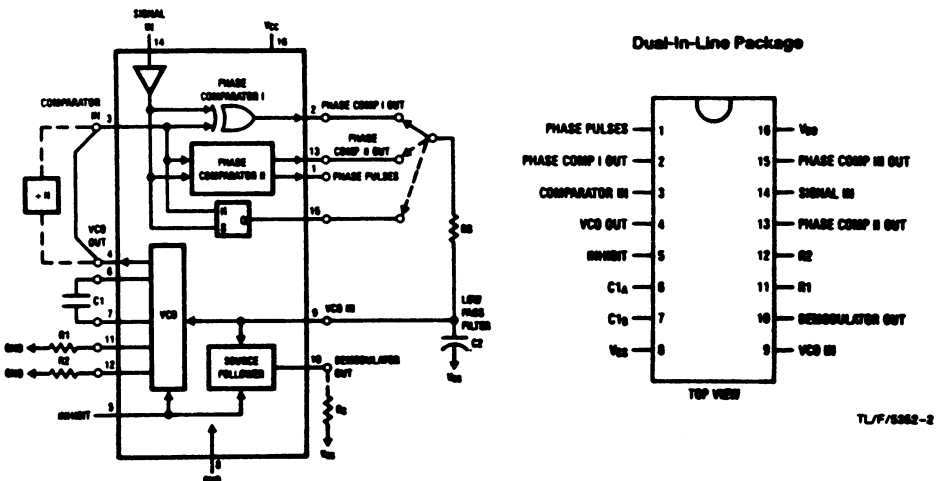 SIGNAL
IN
14
VCC
16
COMPARATOR
IN
3
PHASE
COMPARATOR I
2
PHASE COMP I OUT
PHASE
COMP II OUT
13
PHASE
COMPARATOR II
1
PHASE PULSES
15
÷ N
VCO
OUT
4
6
C1
7
VCO
9
VCO IN
R3
LOW
PASS
FILTER
C2
VSS
GND
R1
11
GND
R2
12
SOURCE
FOLLOWER
10
DEMODULATOR
OUT
INHIBIT
5
RS
VSS
8
GND
Dual-In-Line Package
PHASE PULSES
1
16
PHASE COMP I OUT
2
15
PHASE COMP III OUT
COMPARATOR IN
3
14
SIGNAL IN
VCO OUT
4
13
PHASE COMP II OUT
INHIBIT
5
12
R2
C1A
6
11
R1
C1B
7
10
DEMODULATOR OUT
VSS
8
9
VCO IN
TOP VIEW
TL/F/5362-2